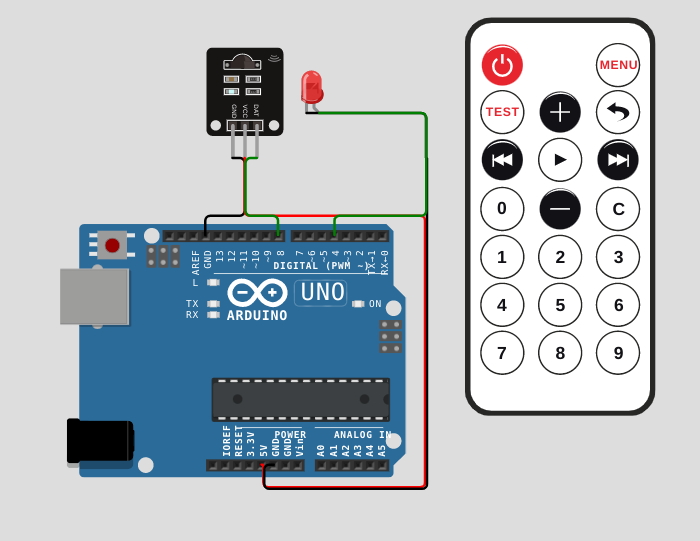 GND
VCC
DAT
MENU
TEST
0
C
1
2
3
4
5
6
7
8
9
AREF
GND
13
12
~11
~10
~9
8
7
~6
~5
4
~3
2
TX→1
RX←0
DIGITAL (PWM ~)
L
TX
RX
UNO
ON
ARDUINO
IOREF
RESET
3.3V
5V
GND
GND
Vin
POWER
ANALOG IN
A0
A1
A2
A3
A4
A5